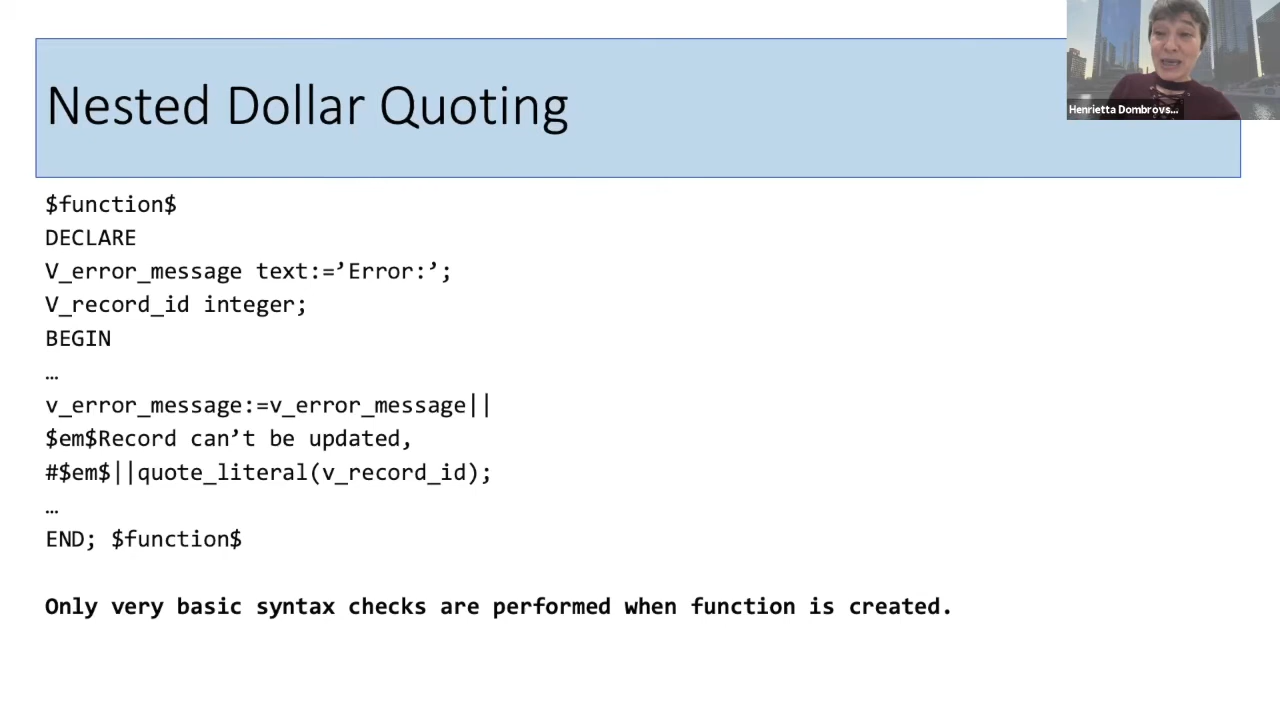 Nested Dollar Quoting
Henrietta Dombrovs...
$function$
DECLARE
V_error_message text:=’Error:’;
V_record_id integer;
BEGIN
…
v_error_message:=v_error_message||
$em$Record can’t be updated,
#$em$||quote_literal(v_record_id);
…
END; $function$
Only very basic syntax checks are performed when function is created.